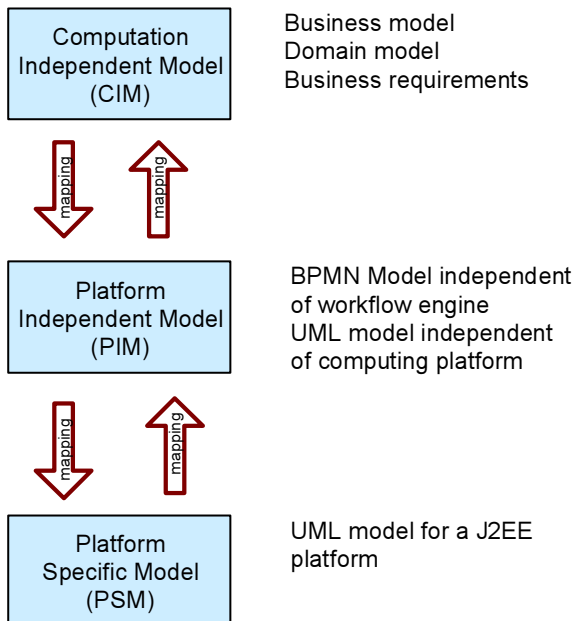 Computation
Independent Model
(CIM)
Business model
Domain model
Business requirements
mapping
mapping
Platform
Independent Model
(PIM)
BPMN Model independent
of workflow engine
UML model independent
of computing platform
mapping
mapping
Platform
Specific Model
(PSM)
UML model for a J2EE
platform